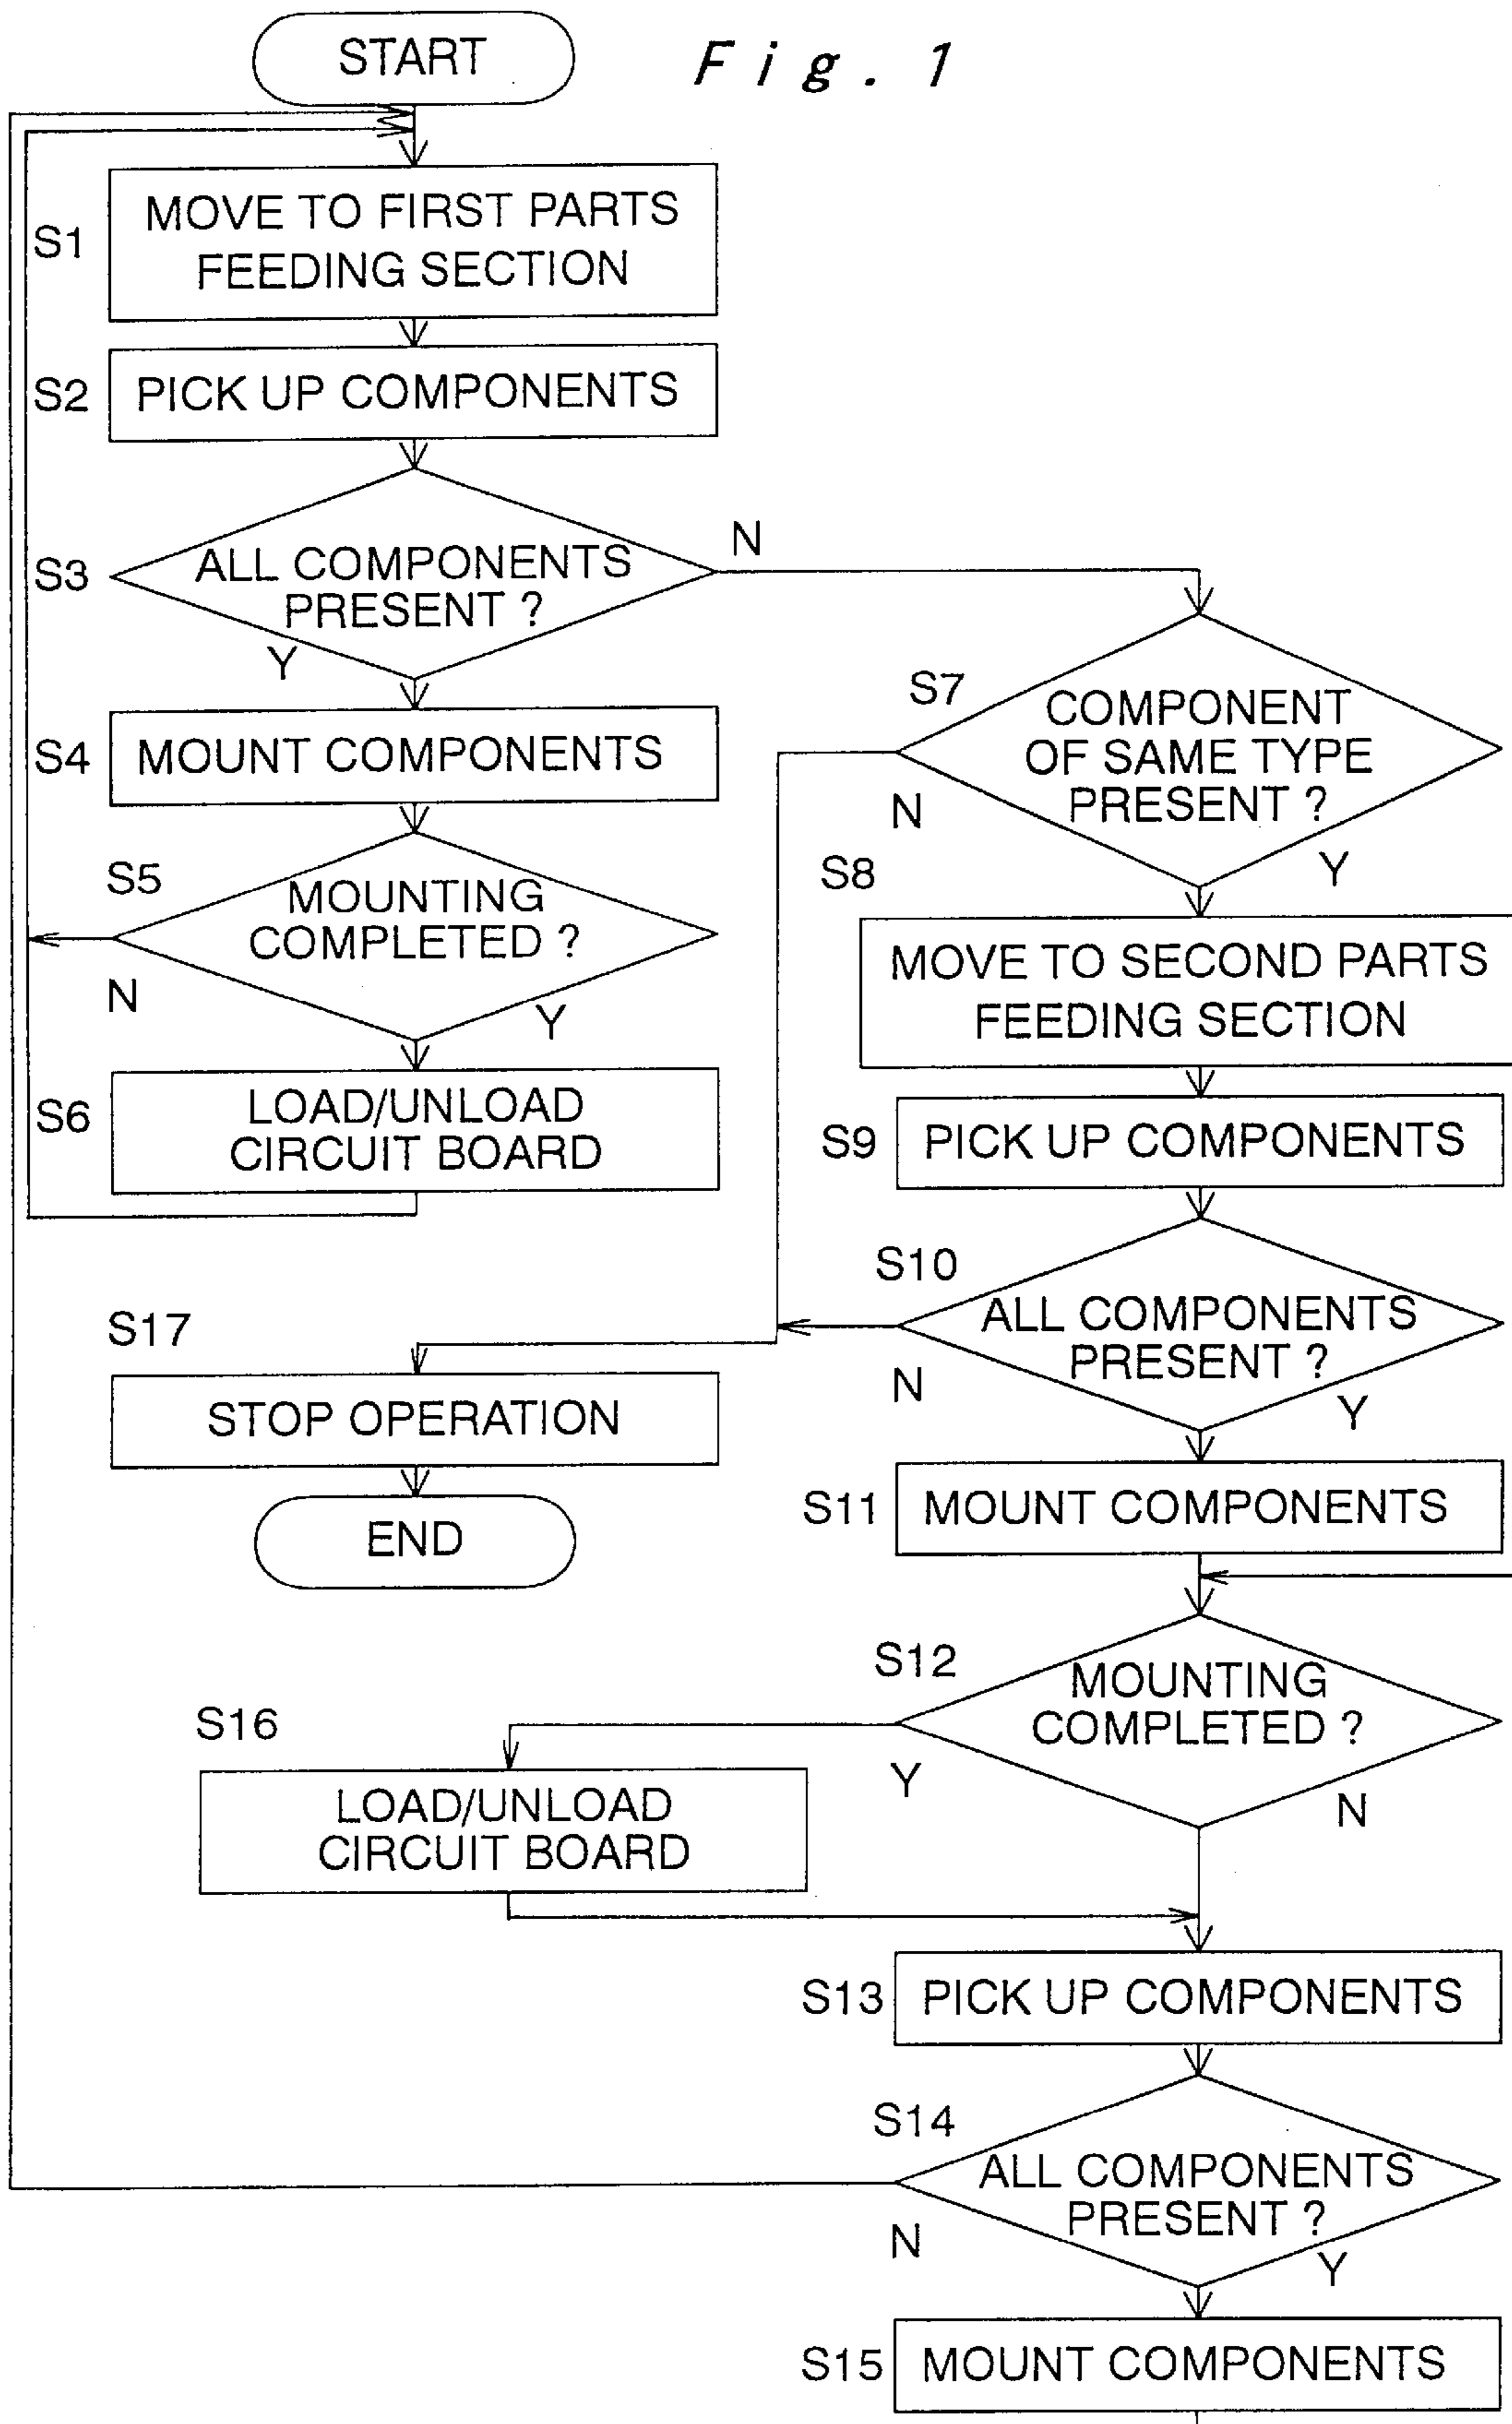 START
Fig. 1
S1
MOVE TO FIRST PARTS
FEEDING SECTION
S2
PICK UP COMPONENTS
S3
ALL COMPONENTS
PRESENT ?
N
Y
S4
MOUNT COMPONENTS
S5
MOUNTING
COMPLETED ?
N
Y
S6
LOAD/UNLOAD
CIRCUIT BOARD
S7
COMPONENT
OF SAME TYPE
PRESENT ?
N
Y
S8
MOVE TO SECOND PARTS
FEEDING SECTION
S9
PICK UP COMPONENTS
S10
ALL COMPONENTS
PRESENT ?
N
Y
S17
STOP OPERATION
END
S11
MOUNT COMPONENTS
S12
MOUNTING
COMPLETED ?
Y
N
S16
LOAD/UNLOAD
CIRCUIT BOARD
S13
PICK UP COMPONENTS
S14
ALL COMPONENTS
PRESENT ?
N
Y
S15
MOUNT COMPONENTS